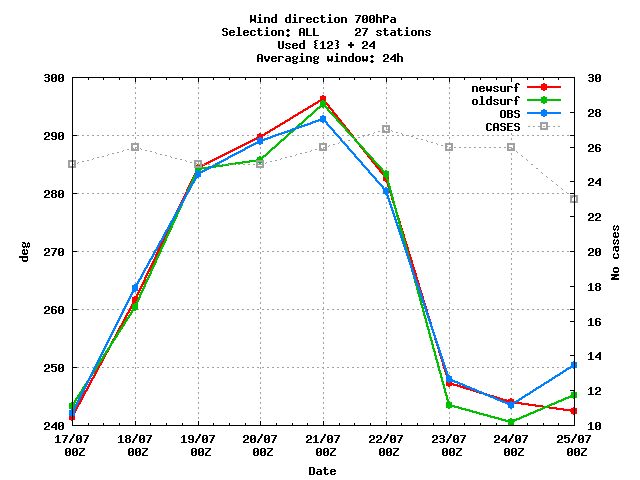 Wind direction 700hPa
Selection: ALL     27 stations
Used {12} + 24
Averaging window: 24h
newsurf
oldsurf
OBS
CASES
300
290
280
270
260
250
240
deg
30
28
26
24
22
20
18
16
14
12
10
No cases
17/07 18/07 19/07 20/07 21/07 22/07 23/07 24/07 25/07
00Z 00Z 00Z 00Z 00Z 00Z 00Z 00Z 00Z
Date